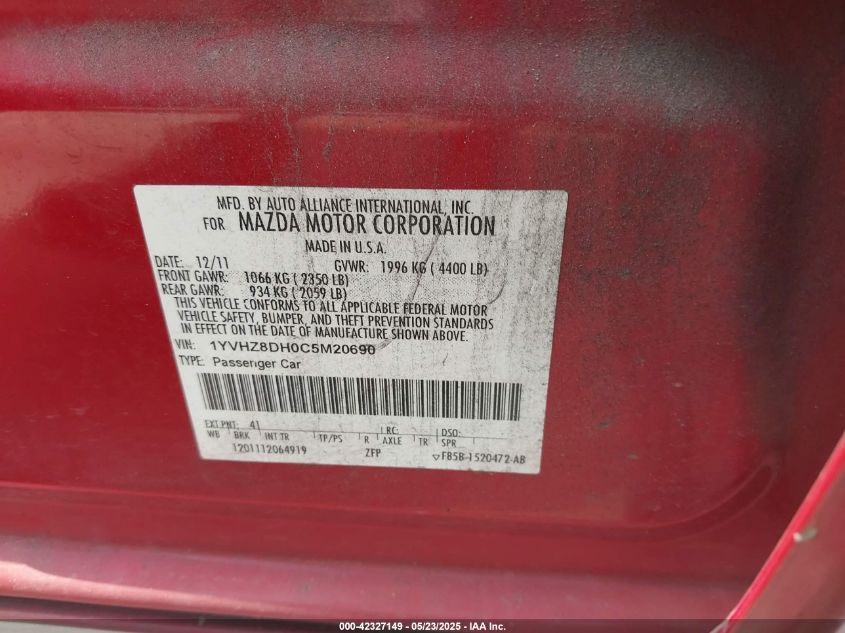 MFD. BY AUTO ALLIANCE INTERNATIONAL, INC.
FOR MAZDA MOTOR CORPORATION
MADE IN U.S.A.
DATE: 12/11 GVWR: 1996 KG ( 4400 LB)
FRONT GAWR: 1066 KG ( 2350 LB)
REAR GAWR: 934 KG ( 2059 LB)
THIS VEHICLE CONFORMS TO ALL APPLICABLE FEDERAL MOTOR
VEHICLE SAFETY, BUMPER, AND THEFT PREVENTION STANDARDS
IN EFFECT ON THE DATE OF MANUFACTURE SHOWN ABOVE.
VIN: 1YVHZ8DH0C5M20690
TYPE: Passenger Car
EXT PNT: 41 RC: DSO:
WB BRK INT TR TP/PS R AXLE TR SPR
1201112064919 ZFP ▽FB5B-1520472-AB
000-42327149 — 05/23/2025 — IAA Inc.